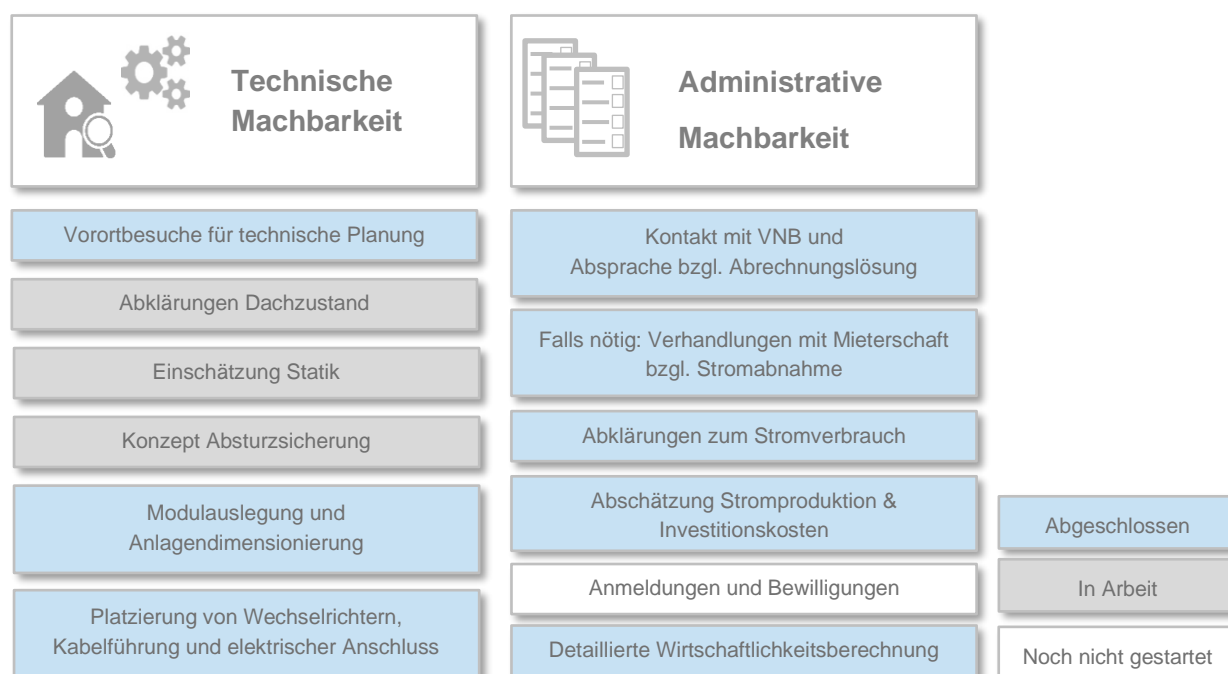 Technische
Machbarkeit
Vorortbesuche für technische Planung
Abklärungen Dachzustand
Einschätzung Statik
Konzept Absturzsicherung
Modulauslegung und
Anlagendimensionierung
Platzierung von Wechselrichtern,
Kabelführung und elektrischer Anschluss
Administrative
Machbarkeit
Kontakt mit VNB und
Absprache bzgl. Abrechnungslösung
Falls nötig: Verhandlungen mit Mieterschaft
bzgl. Stromabnahme
Abklärungen zum Stromverbrauch
Abschätzung Stromproduktion &
Investitionskosten
Anmeldungen und Bewilligungen
Detaillierte Wirtschaftlichkeitsberechnung
Abgeschlossen
In Arbeit
Noch nicht gestartet